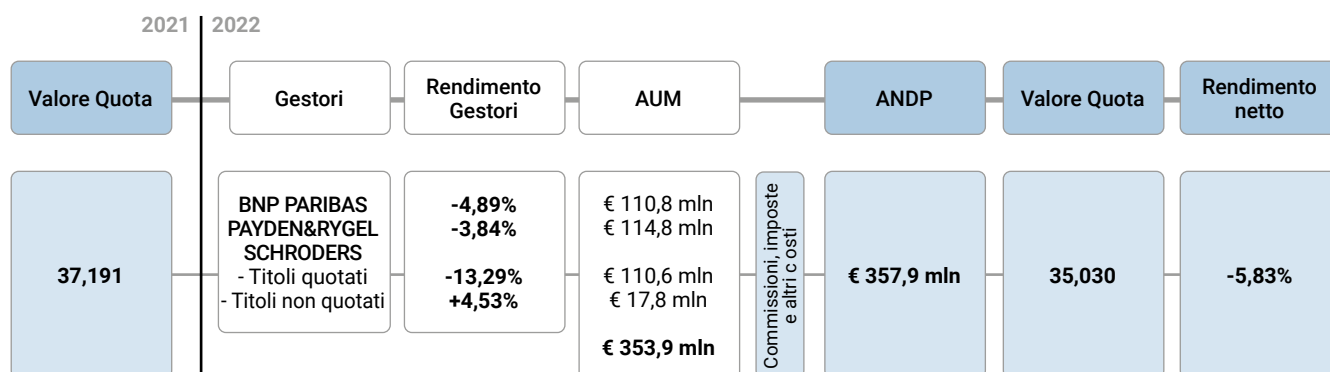 2021 2022
Valore Quota
Gestori
Rendimento
Gestori
AUM
ANDP
Valore Quota
Rendimento
netto
37,191
BNP PARIBAS
PAYDEN&RYGEL
SCHRODERS
- Titoli quotati
- Titoli non quotati
-4,89%
-3,84%
-13,29%
+4,53%
€ 110,8 mln
€ 114,8 mln
€ 110,6 mln
€ 17,8 mln
€ 353,9 mln
Commissioni, imposte
e altri c osti
€ 357,9 mln
35,030
-5,83%